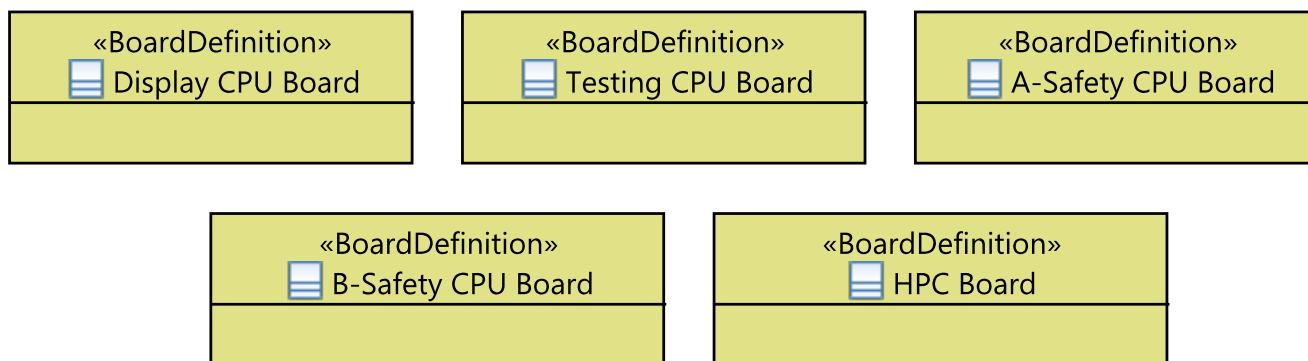 «BoardDefinition»
Display CPU Board
«BoardDefinition»
Testing CPU Board
«BoardDefinition»
A-Safety CPU Board
«BoardDefinition»
B-Safety CPU Board
«BoardDefinition»
HPC Board